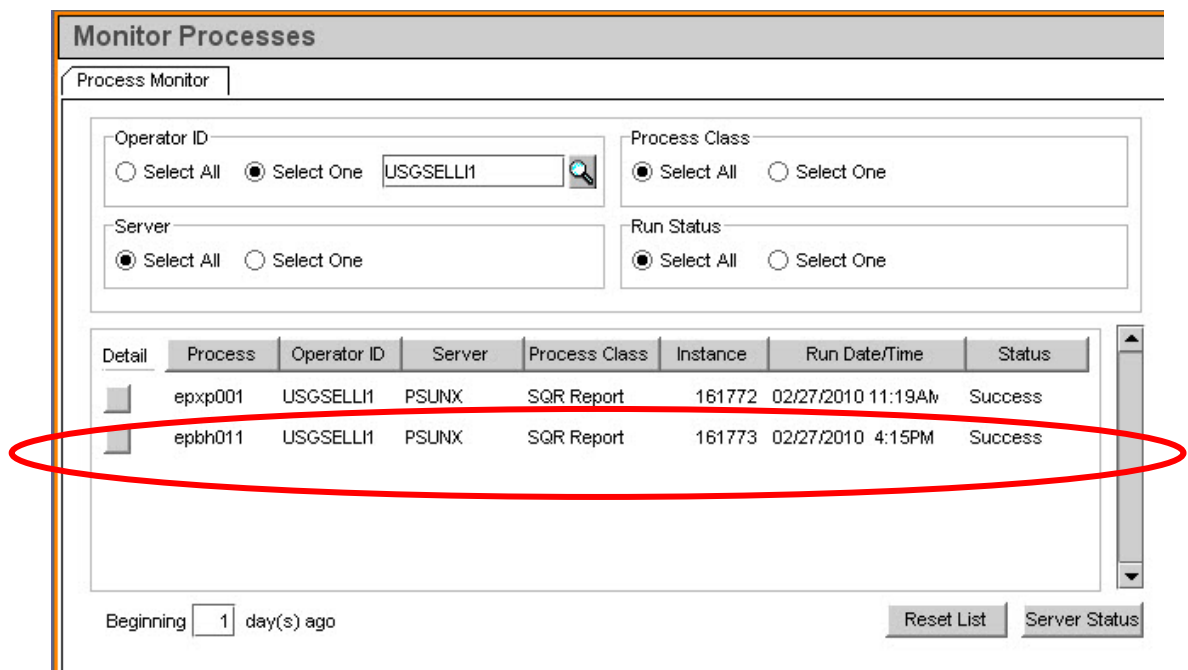 Monitor Processes
Process Monitor
Operator ID
Select All Select One USGSELLI1
Process Class
Select All Select One
Server
Select All Select One
Run Status
Select All Select One
Detail Process Operator ID Server Process Class Instance Run Date/Time Status
epxp001 USGSELLI1 PSUNX SQR Report 161772 02/27/2010 11:19AM Success
epbh011 USGSELLI1 PSUNX SQR Report 161773 02/27/2010 4:15PM Success
Beginning 1 day(s) ago
Reset List Server Status